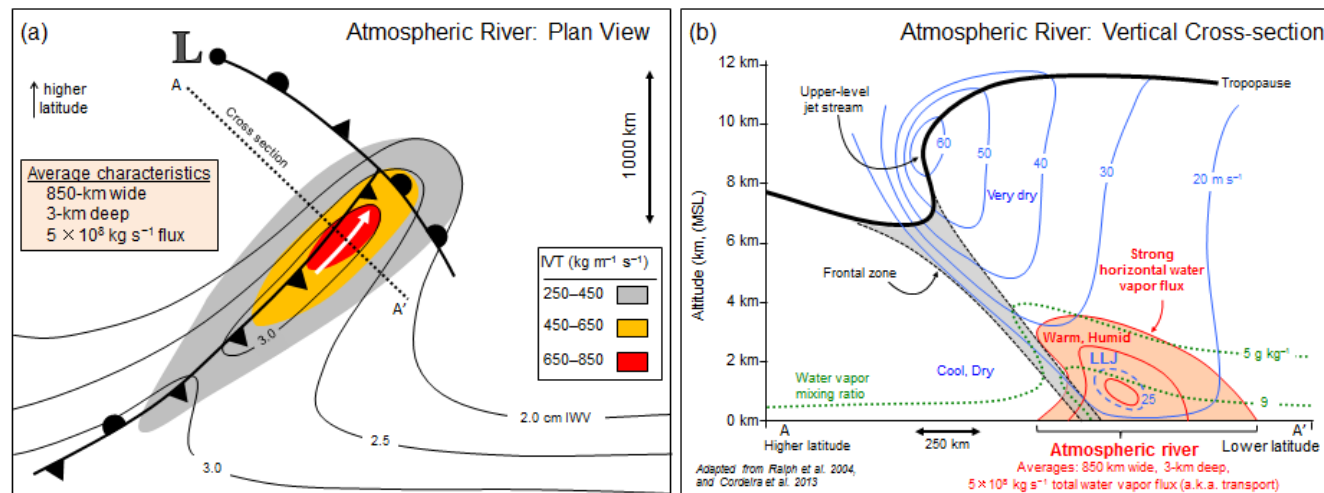 (a)
Atmospheric River: Plan View
L
A
higher
latitude
Cross section
1000 km
Average characteristics
850-km wide
3-km deep
5 × 10⁸ kg s⁻¹ flux
A'
IVT (kg m⁻¹ s⁻¹)
250–450
450–650
650–850
3.0
2.0 cm IWV
2.5
3.0
(b)
Atmospheric River: Vertical Cross-section
12 km
10 km
8 km
6 km
4 km
2 km
0 km
Altitude (km, (MSL)
Tropopause
Upper-level
jet stream
60
50
40
30
20 m s⁻¹
Very dry
Frontal zone
Strong
horizontal water
vapor flux
Warm, Humid
LLJ
25
5 g kg⁻¹
9
Cool, Dry
Water vapor
mixing ratio
A
A'
Higher latitude
250 km
Lower latitude
Atmospheric river
Averages: 850 km wide, 3-km deep,
5 × 10⁸ kg s⁻¹ total water vapor flux (a.k.a. transport)
Adapted from Ralph et al. 2004,
and Cordeira et al. 2013